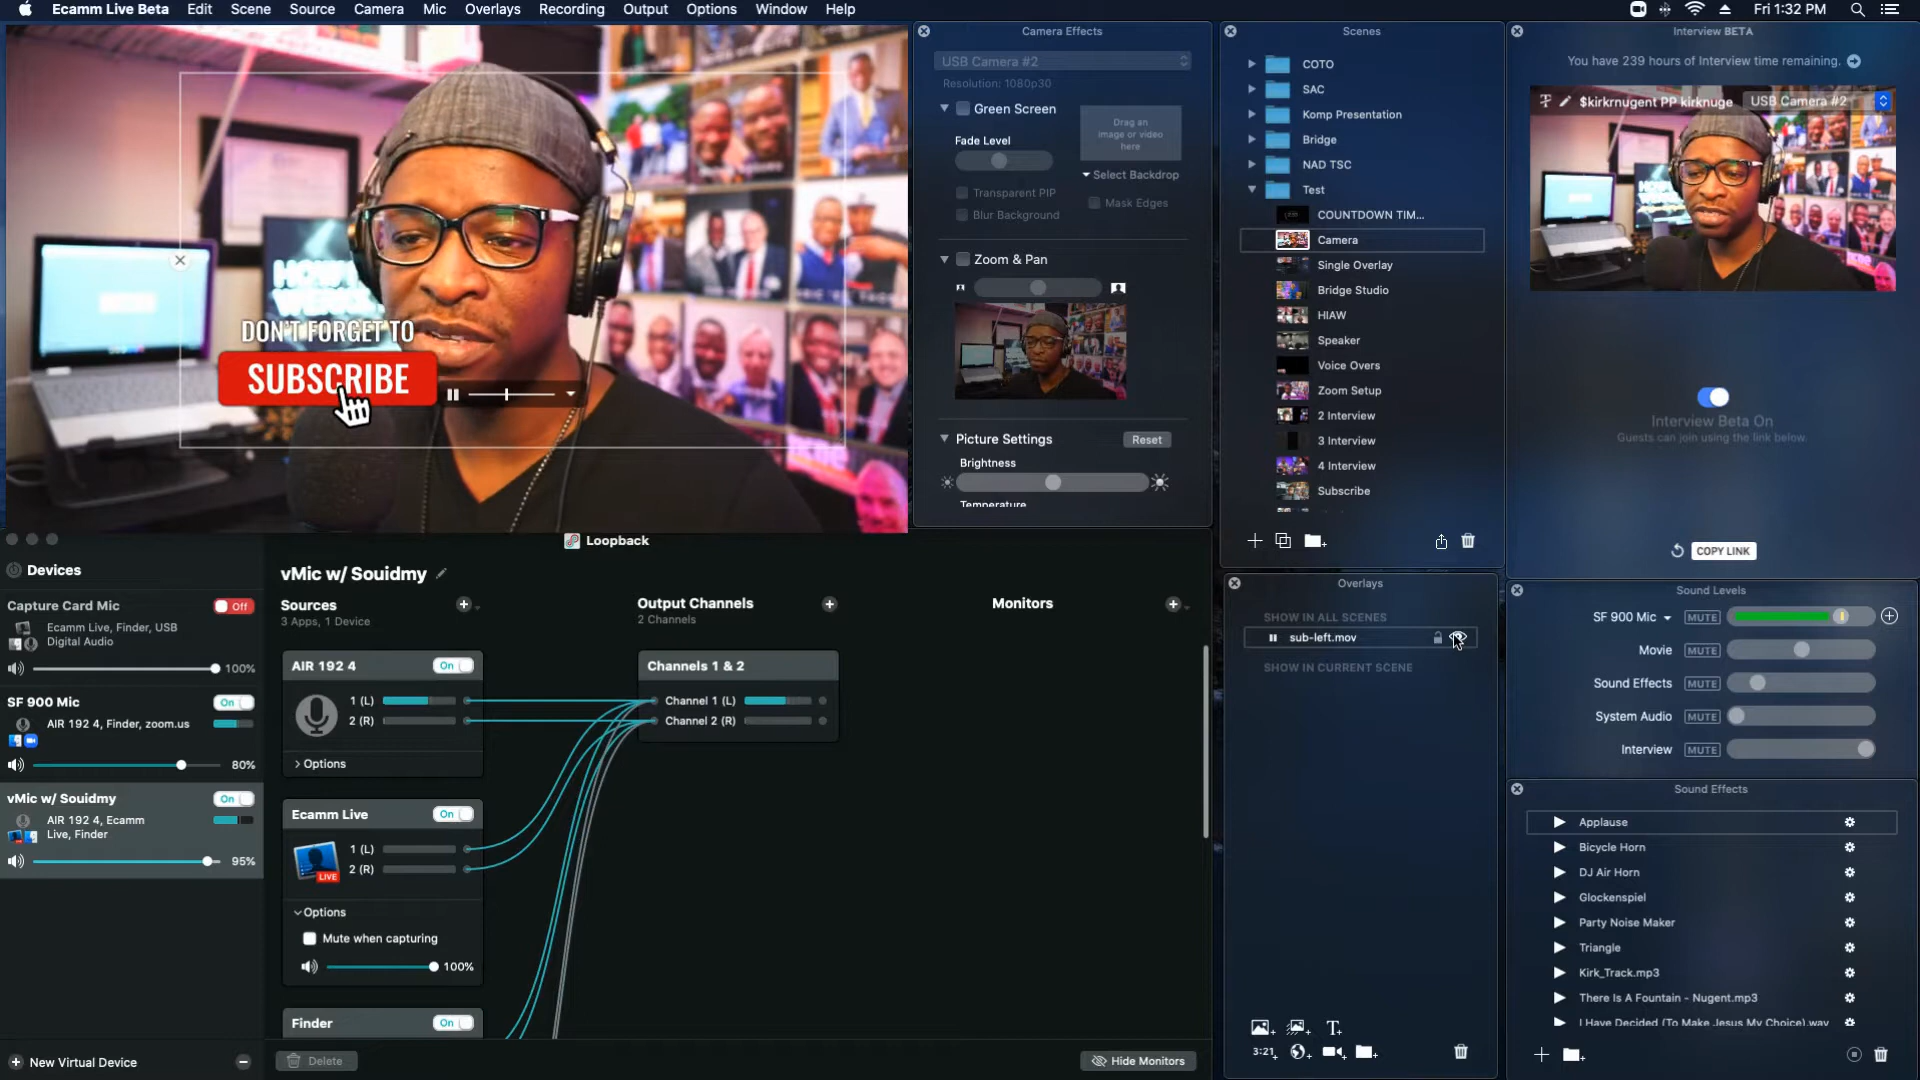 Ecamm Live Beta Edit Scene Source Camera Mic Overlays Recording Output Options Window Help
Fri 1:32 PM
DON'T FORGET TO
SUBSCRIBE
Camera Effects
USB Camera #2
Resolution: 1080p30
Green Screen
Fade Level
Drag an
image or video
here
Select Backdrop
Transparent PIP
Mask Edges
Blur Background
Zoom & Pan
Picture Settings
Reset
Brightness
Temperature
Scenes
COTO
SAC
Komp Presentation
Bridge
NAD TSC
Test
COUNTDOWN TIM...
Camera
Single Overlay
Bridge Studio
HIAW
Speaker
Voice Overs
Zoom Setup
2 Interview
3 Interview
4 Interview
Subscribe
Interview BETA
You have 239 hours of Interview time remaining.
$kirkrnugent PP kirknuge
USB Camera #2
Interview Beta On
Guests can join using the link below
COPY LINK
Loopback
Devices
Capture Card Mic
Off
Ecamm Live, Finder, USB
Digital Audio
100%
SF 900 Mic
On
AIR 192 4, Finder, zoom.us
80%
vMic w/ Souidmy
On
AIR 192 4, Ecamm
Live, Finder
95%
New Virtual Device
vMic w/ Souidmy
Sources
3 Apps, 1 Device
AIR 192 4
On
1 (L)
2 (R)
Options
Ecamm Live
On
LIVE
1 (L)
2 (R)
Options
Mute when capturing
100%
Finder
On
Delete
Output Channels
2 Channels
Channels 1 & 2
Channel 1 (L)
Channel 2 (R)
Monitors
Hide Monitors
Overlays
SHOW IN ALL SCENES
sub-left.mov
SHOW IN CURRENT SCENE
3:21
Sound Levels
SF 900 Mic MUTE
Movie MUTE
Sound Effects MUTE
System Audio MUTE
Interview MUTE
Sound Effects
Applause
Bicycle Horn
DJ Air Horn
Glockenspiel
Party Noise Maker
Triangle
Kirk_Track.mp3
There Is A Fountain - Nugent.mp3
I Have Decided (To Make Jesus My Choice).wav